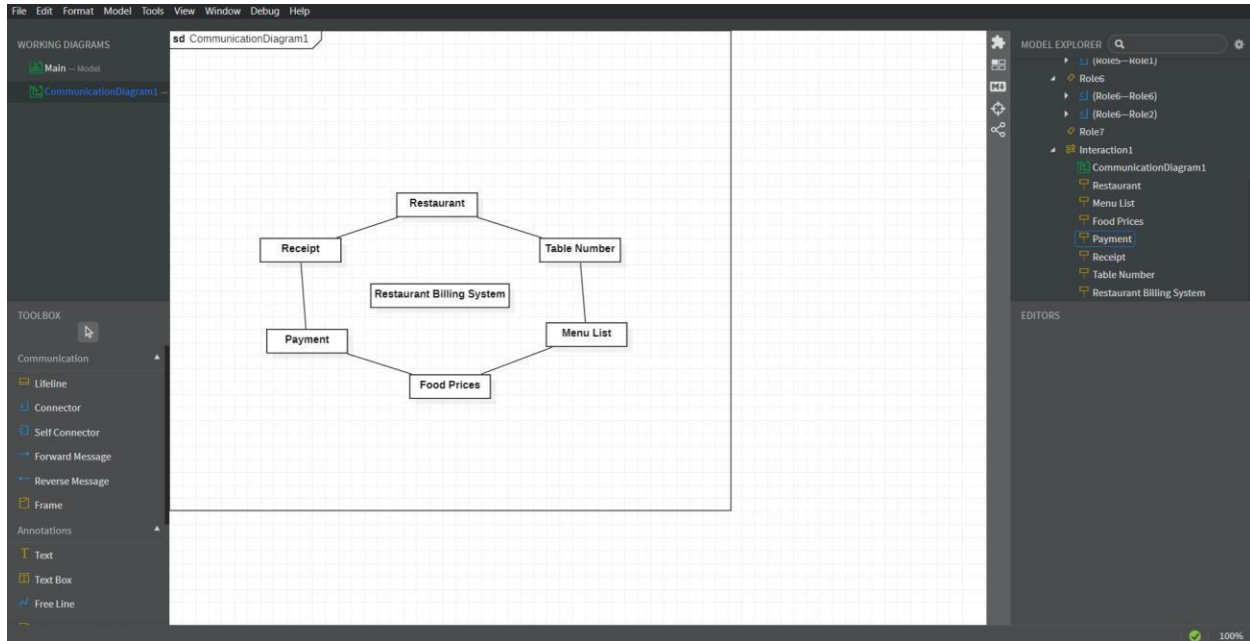 File Edit Format Model Tools View Window Debug Help
WORKING DIAGRAMS
Main — Model
CommunicationDiagram1 —
TOOLBOX
Communication
Lifeline
Connector
Self Connector
Forward Message
Reverse Message
Frame
Annotations
Text
Text Box
Free Line
sd CommunicationDiagram1
Restaurant
Receipt
Table Number
Restaurant Billing System
Payment
Menu List
Food Prices
MODEL EXPLORER
(Role5—Role1)
Role6
(Role6—Role6)
(Role6—Role2)
Role7
Interaction1
CommunicationDiagram1
Restaurant
Menu List
Food Prices
Payment
Receipt
Table Number
Restaurant Billing System
EDITORS
100%